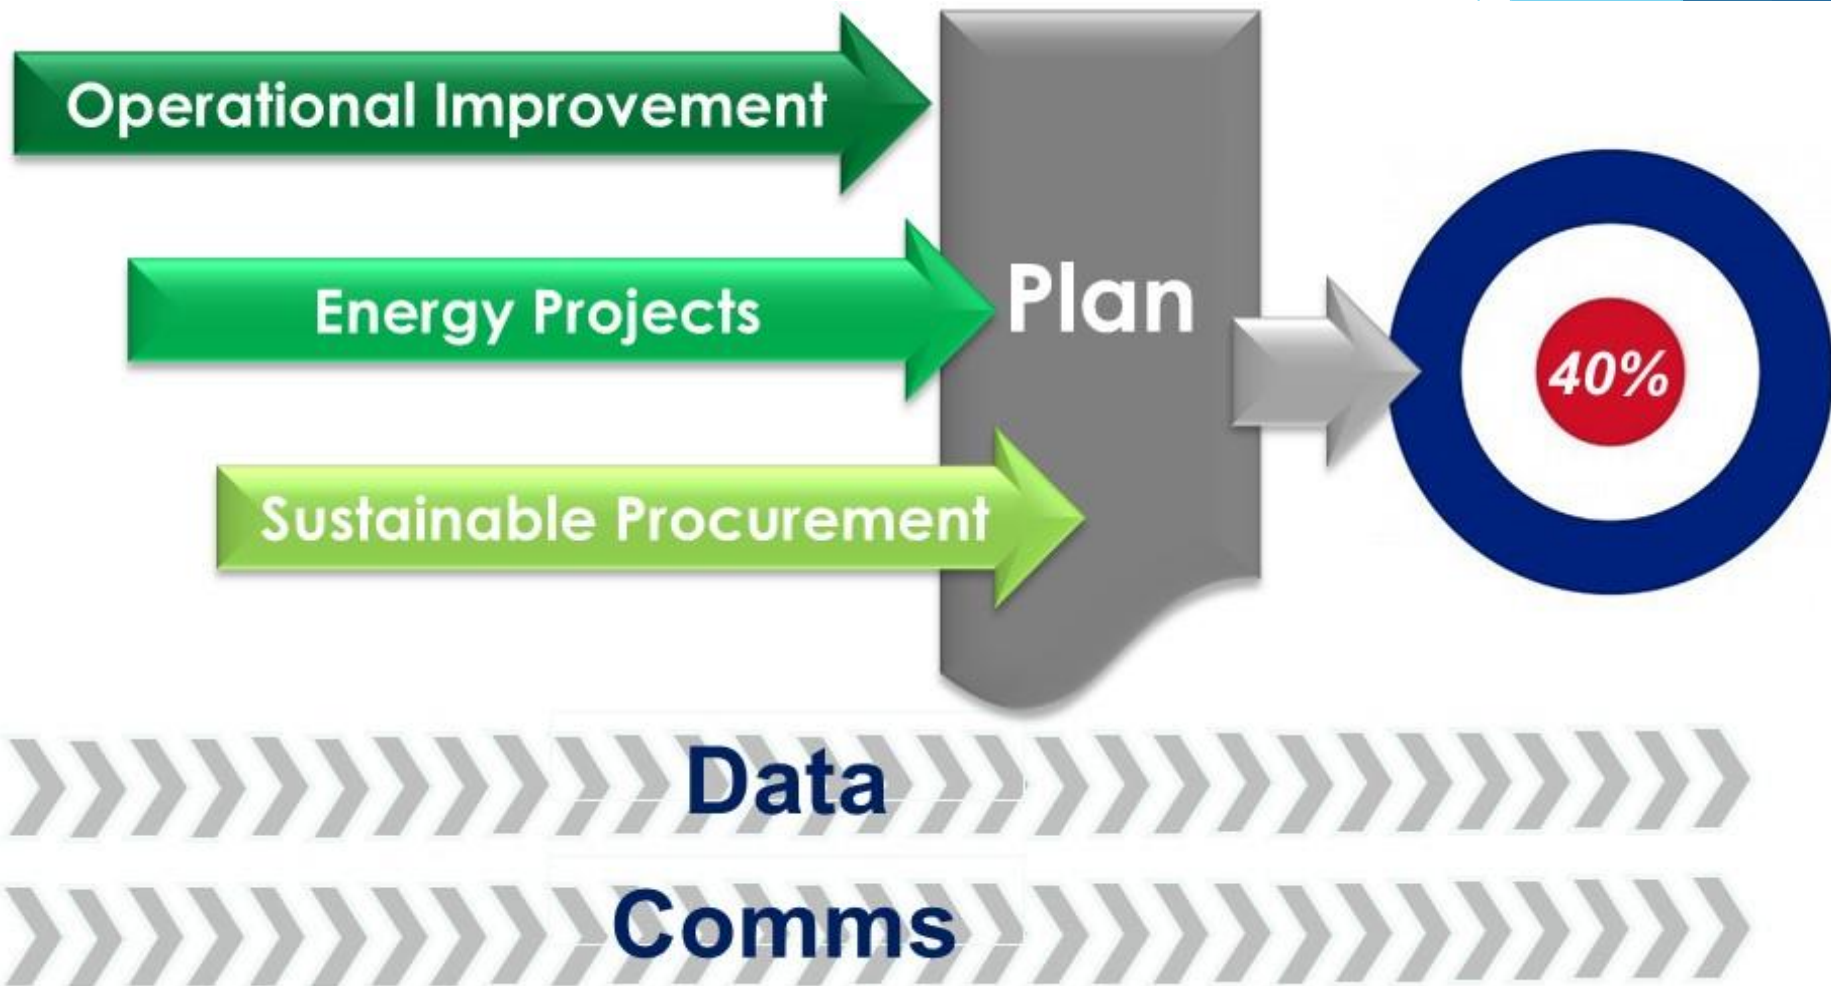 Operational Improvement
Energy Projects
Plan
40%
Sustainable Procurement
Data
Comms